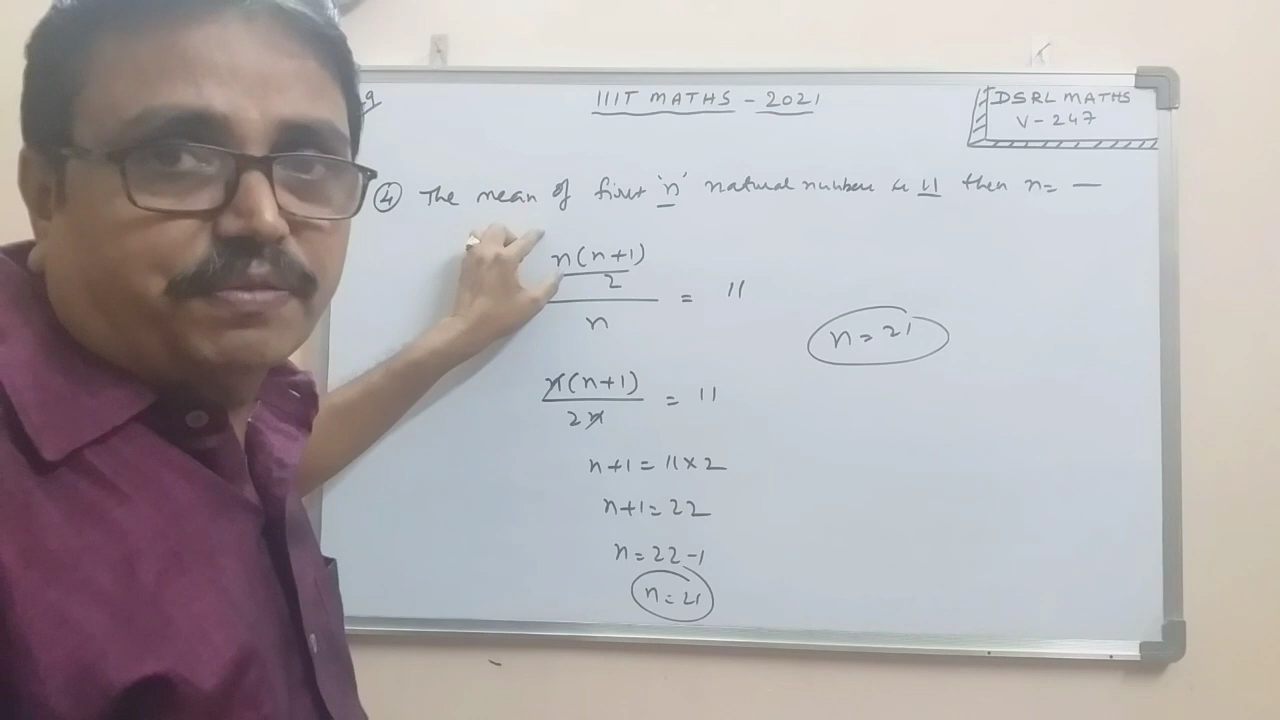 IIIT MATHS - 2021
DSRL MATHS
V - 247
④ The mean of first 'n' natural numbers is 11 then n= —
n(n+1)
2
n
= 11
n = 21
n(n+1)
2n
= 11
n+1 = 11×2
n+1 = 22
n = 22-1
n = 21